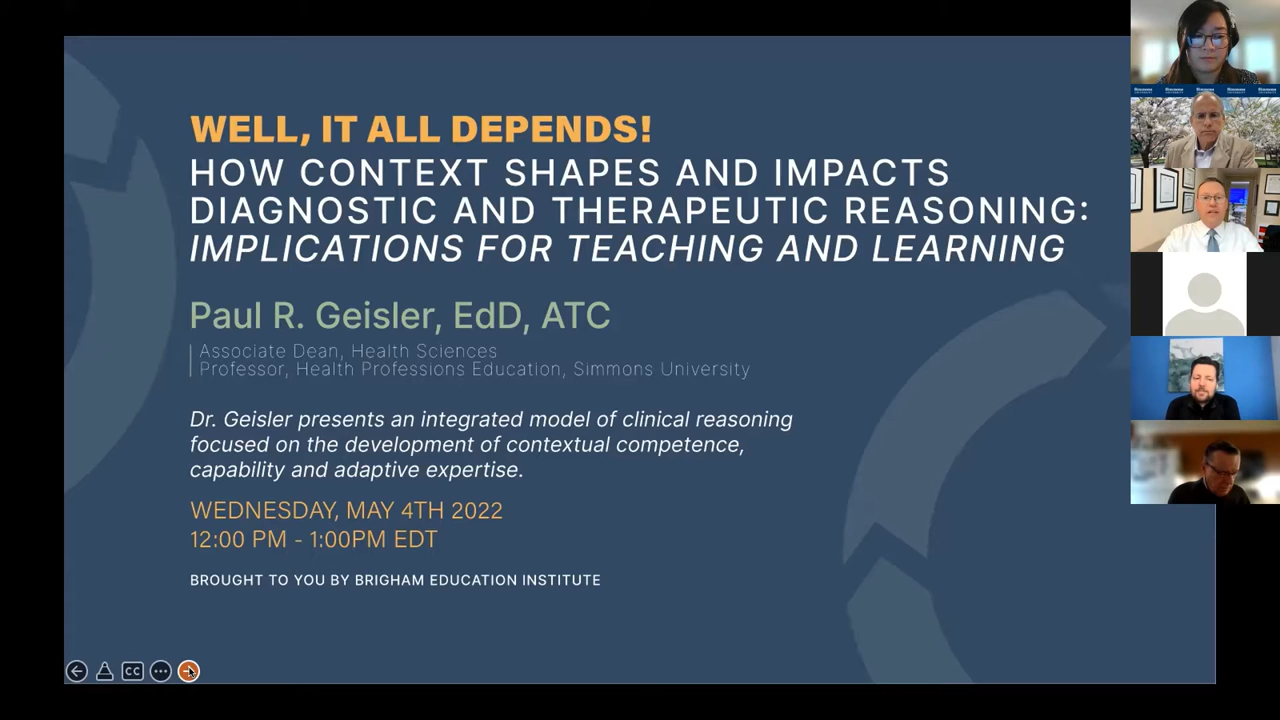 WELL, IT ALL DEPENDS!
HOW CONTEXT SHAPES AND IMPACTS
DIAGNOSTIC AND THERAPEUTIC REASONING:
IMPLICATIONS FOR TEACHING AND LEARNING
Paul R. Geisler, EdD, ATC
Associate Dean, Health Sciences
Professor, Health Professions Education, Simmons University
Dr. Geisler presents an integrated model of clinical reasoning
focused on the development of contextual competence,
capability and adaptive expertise.
WEDNESDAY, MAY 4TH 2022
12:00 PM - 1:00PM EDT
BROUGHT TO YOU BY BRIGHAM EDUCATION INSTITUTE
CC